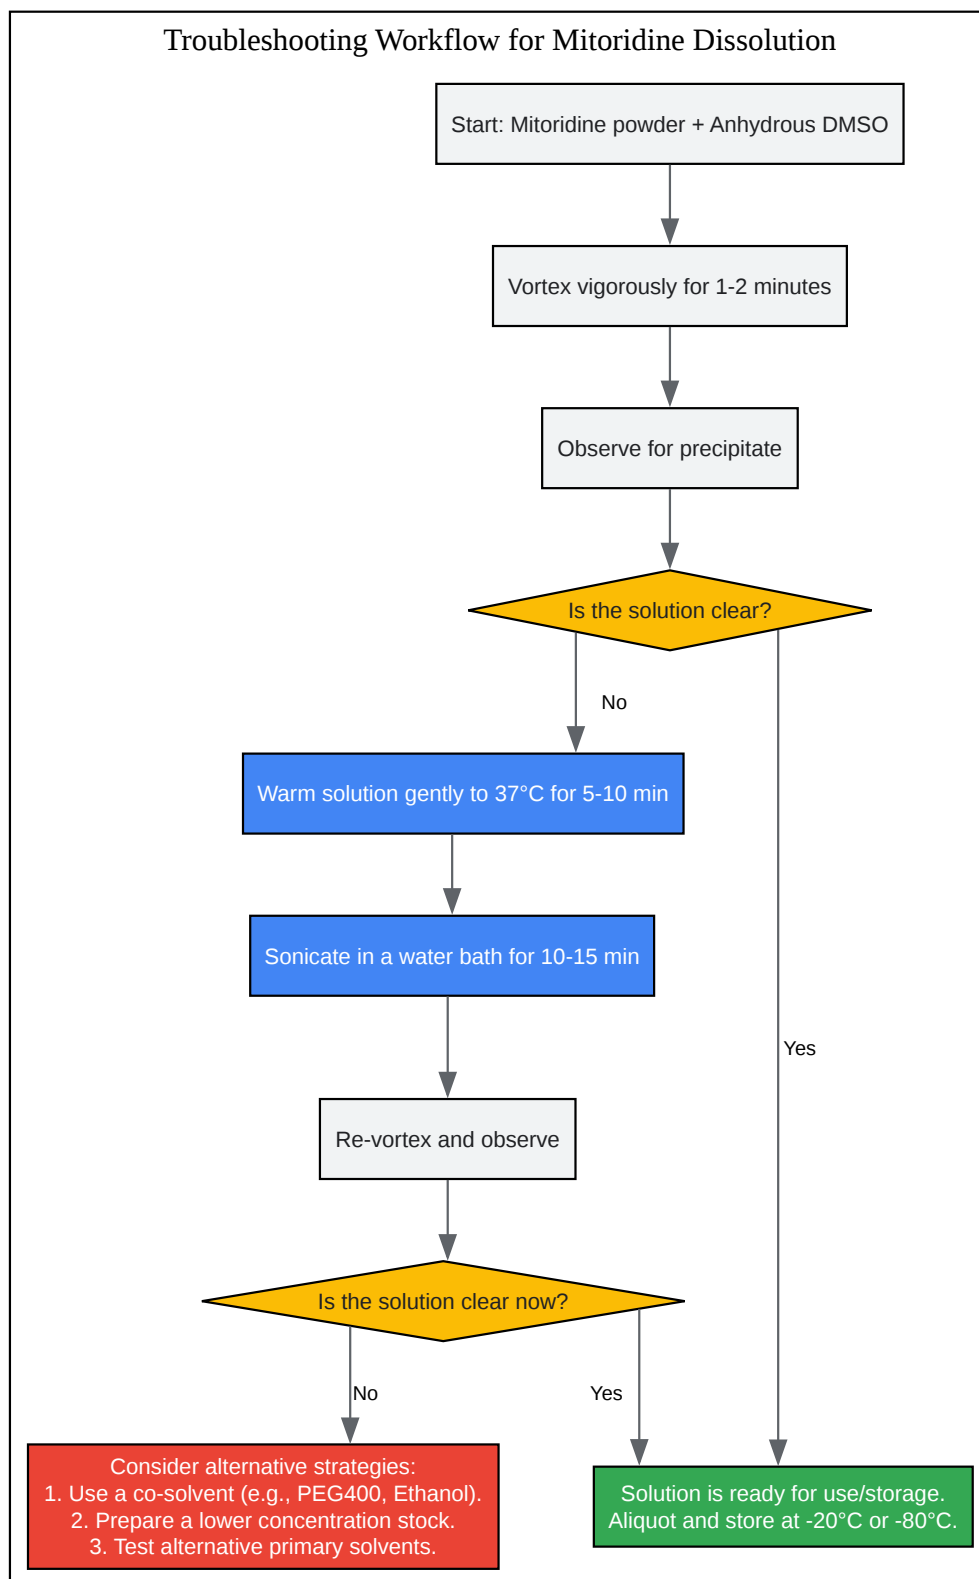 Troubleshooting Workflow for Mitoridine Dissolution
Start: Mitoridine powder + Anhydrous DMSO
Vortex vigorously for 1-2 minutes
Observe for precipitate
Is the solution clear?
No
Warm solution gently to 37°C for 5-10 min
Sonicate in a water bath for 10-15 min
Yes
Re-vortex and observe
Is the solution clear now?
No
Yes
Consider alternative strategies:
1. Use a co-solvent (e.g., PEG400, Ethanol).
2. Prepare a lower concentration stock.
3. Test alternative primary solvents.
Solution is ready for use/storage.
Aliquot and store at -20°C or -80°C.